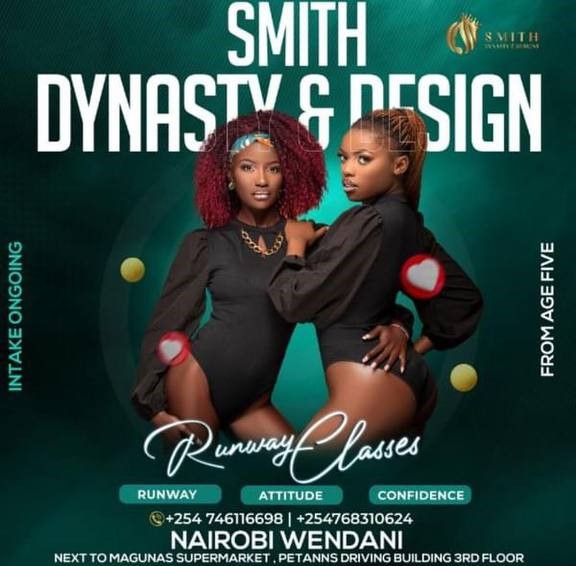 SMITH
SMITH
DYNASTY & DESIGN
INTAKE ONGOING
FROM AGE FIVE
Runway Classes
RUNWAY
ATTITUDE
CONFIDENCE
+254 746116698 | +254768310624
NAIROBI WENDANI
NEXT TO MAGUNAS SUPERMARKET , PETANNS DRIVING BUILDING 3RD FLOOR